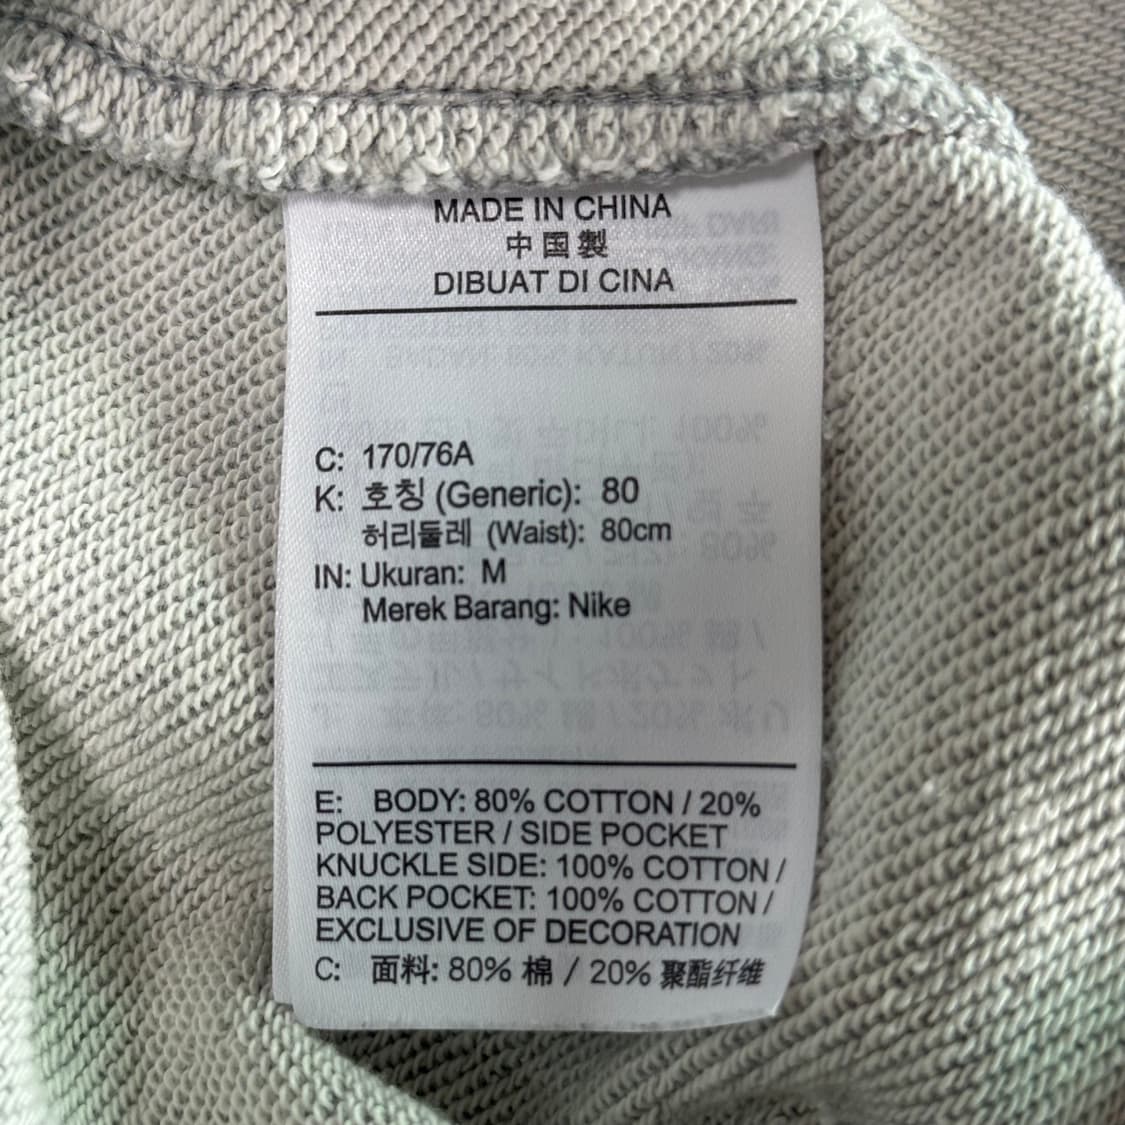 MADE IN CHINA
中国製
DIBUAT DI CINA
C: 170/76A
K: 호칭 (Generic): 80
허리둘레 (Waist): 80cm
IN: Ukuran: M
Merek Barang: Nike
E: BODY: 80% COTTON / 20%
POLYESTER / SIDE POCKET
KNUCKLE SIDE: 100% COTTON /
BACK POCKET: 100% COTTON /
EXCLUSIVE OF DECORATION
C: 面料: 80% 棉 / 20% 聚酯纤维